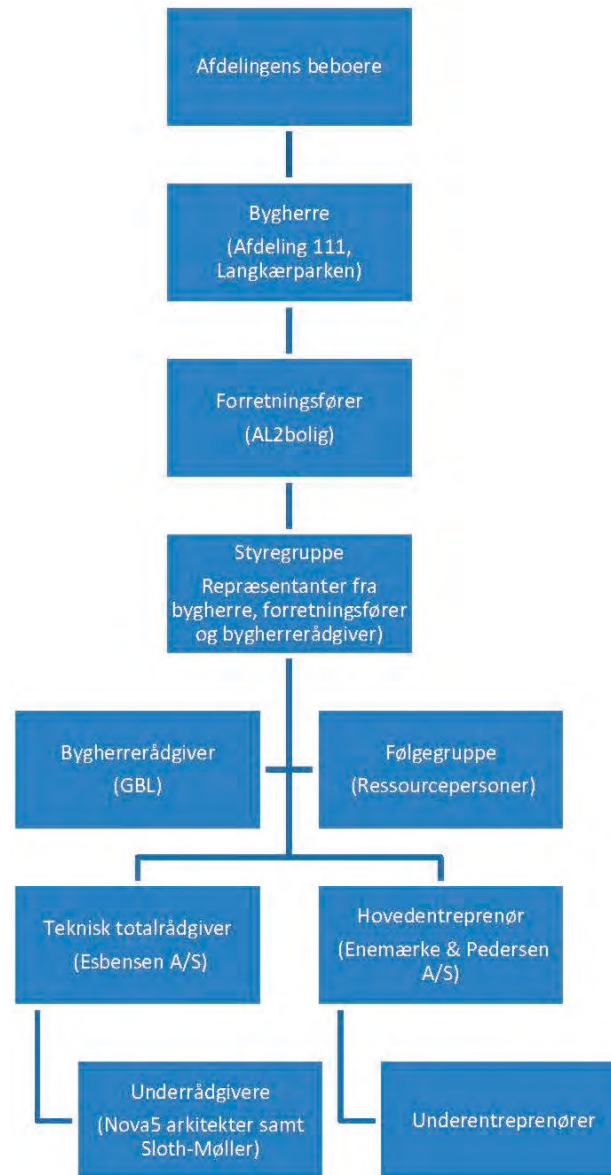 Afdelingens beboere
Bygherre
(Afdeling 111,
Langkærparken)
Forretningsfører
(AL2bolig)
Styregruppe
Repræsentanter fra
bygherre, forretningsfører
og bygherrerådgiver)
Bygherrerådgiver
(GBL)
Følgegruppe
(Ressourcepersoner)
Teknisk totalrådgiver
(Esbensen A/S)
Hovedentreprenør
(Enemærke & Pedersen
A/S)
Underrådgivere
(Nova5 arkitekter samt
Sloth-Møller)
Underentreprenører